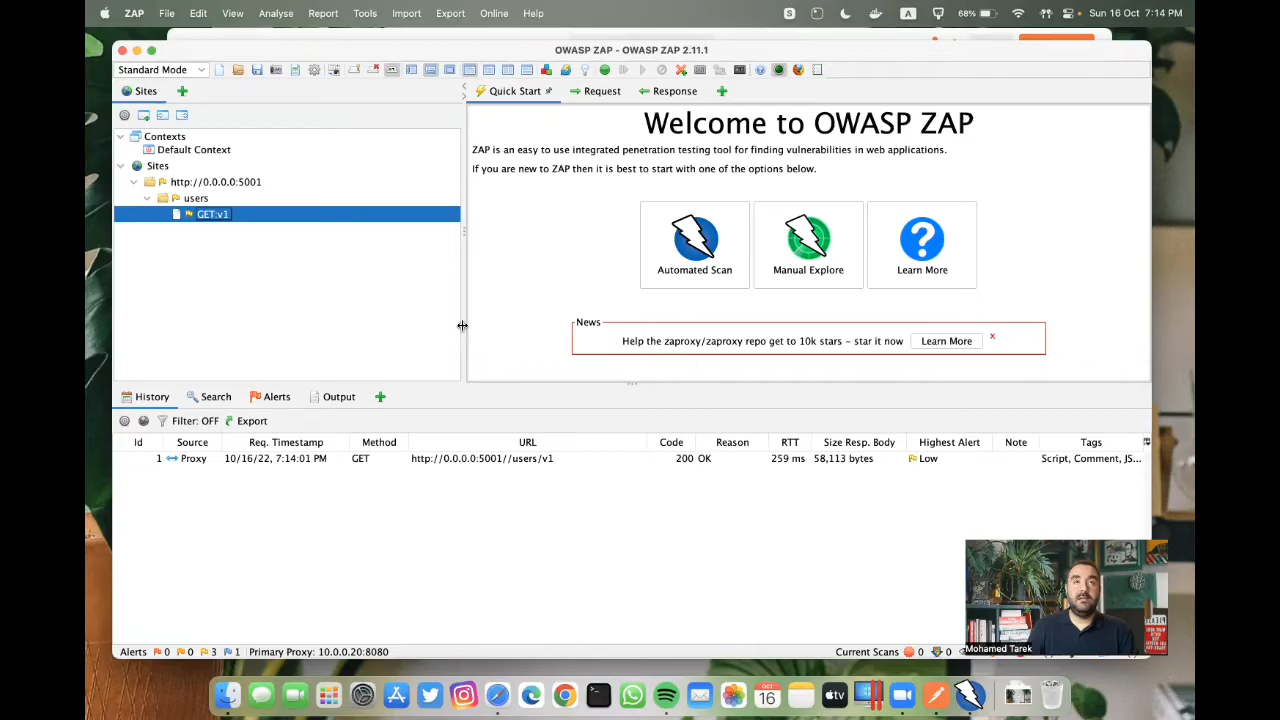 ZAP File Edit View Analyse Report Tools Import Export Online Help
S A 68% Sun 16 Oct 7:14 PM
OWASP ZAP - OWASP ZAP 2.11.1
Standard Mode
Sites
Quick Start Request Response
Contexts
Default Context
Sites
http://0.0.0.0:5001
users
GET:v1
Welcome to OWASP ZAP
ZAP is an easy to use integrated penetration testing tool for finding vulnerabilities in web applications.
If you are new to ZAP then it is best to start with one of the options below.
Automated Scan Manual Explore Learn More
News
Help the zaproxy/zaproxy repo get to 10k stars - star it now Learn More x
History Search Alerts Output
Filter: OFF Export
Id Source Req. Timestamp Method URL Code Reason RTT Size Resp. Body Highest Alert Note Tags
1 Proxy 10/16/22, 7:14:01 PM GET http://0.0.0.0:5001//users/v1 200 OK 259 ms 58,113 bytes Low Script, Comment, JS...
Mohamed Tarek
Alerts 0 0 3 1 Primary Proxy: 10.0.0.20:8080 Current Scans 0 0
OCT
16
tv